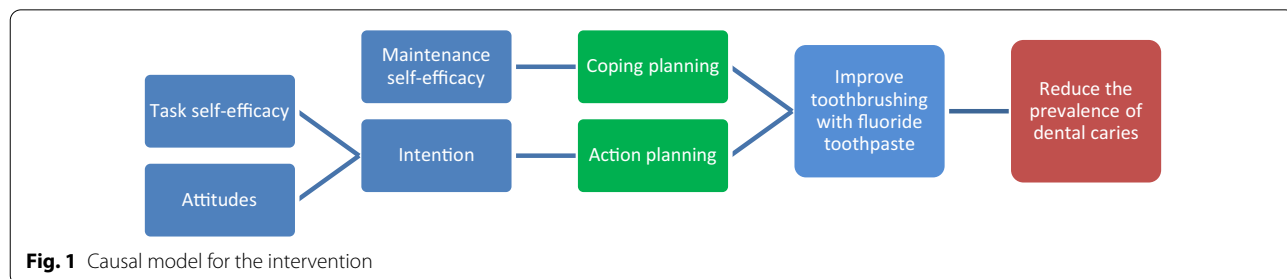 Task self-efficacy
Attitudes
Maintenance
self-efficacy
Intention
Coping planning
Action planning
Improve
toothbrushing
with fluoride
toothpaste
Reduce the
prevalence of
dental caries
Fig. 1 Causal model for the intervention